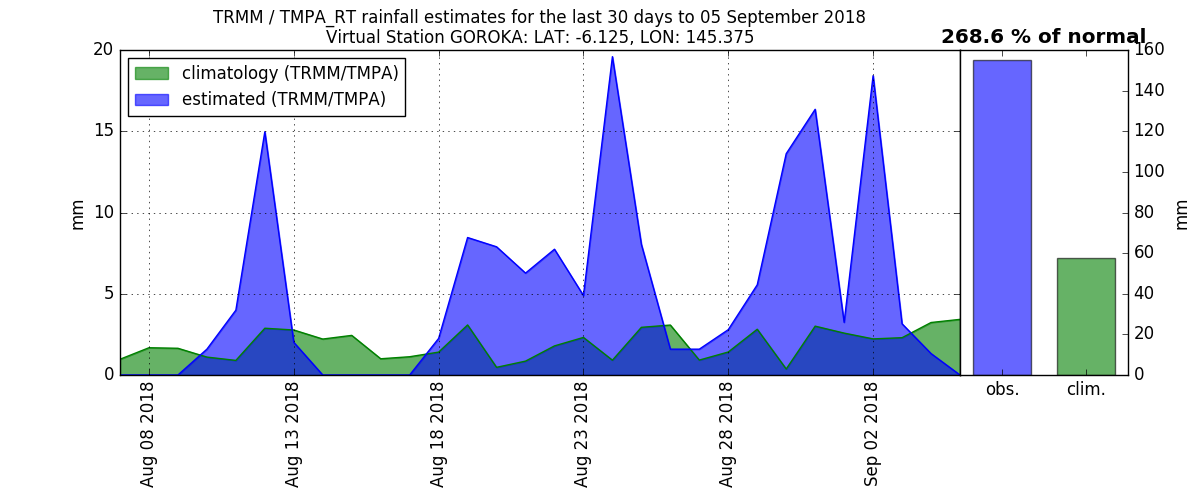 TRMM / TMPA_RT rainfall estimates for the last 30 days to 05 September 2018
Virtual Station GOROKA: LAT: -6.125, LON: 145.375
268.6 % of normal
climatology (TRMM/TMPA)
estimated (TRMM/TMPA)
20
15
10
5
0
mm
160
140
120
100
80
60
40
20
0
mm
Aug 08 2018
Aug 13 2018
Aug 18 2018
Aug 23 2018
Aug 28 2018
Sep 02 2018
obs.
clim.